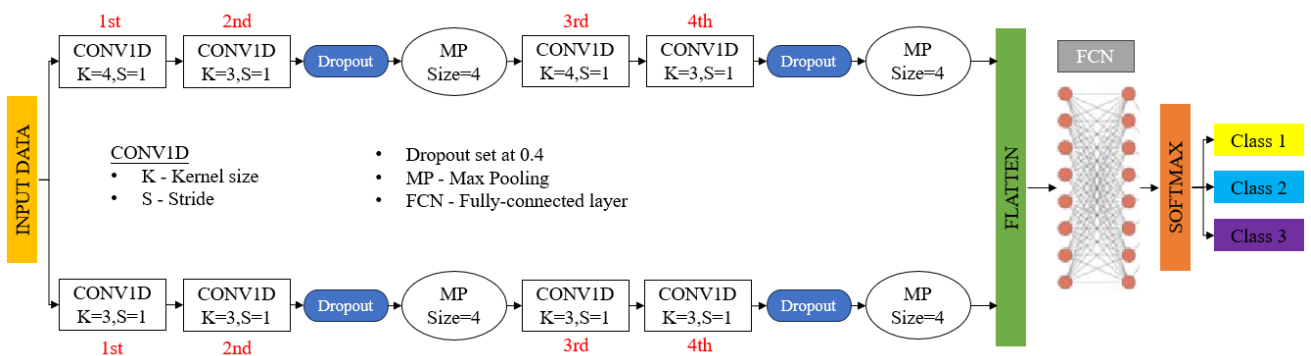 1st
2nd
3rd
4th
CONV1D
K=4,S=1
CONV1D
K=3,S=1
Dropout
MP
Size=4
CONV1D
K=4,S=1
CONV1D
K=3,S=1
Dropout
MP
Size=4
INPUT DATA
CONV1D
• K - Kernel size
• S - Stride
• Dropout set at 0.4
• MP - Max Pooling
• FCN - Fully-connected layer
FLATTEN
FCN
SOFTMAX
Class 1
Class 2
Class 3
CONV1D
K=3,S=1
CONV1D
K=3,S=1
Dropout
MP
Size=4
CONV1D
K=3,S=1
CONV1D
K=3,S=1
Dropout
MP
Size=4
1st
2nd
3rd
4th